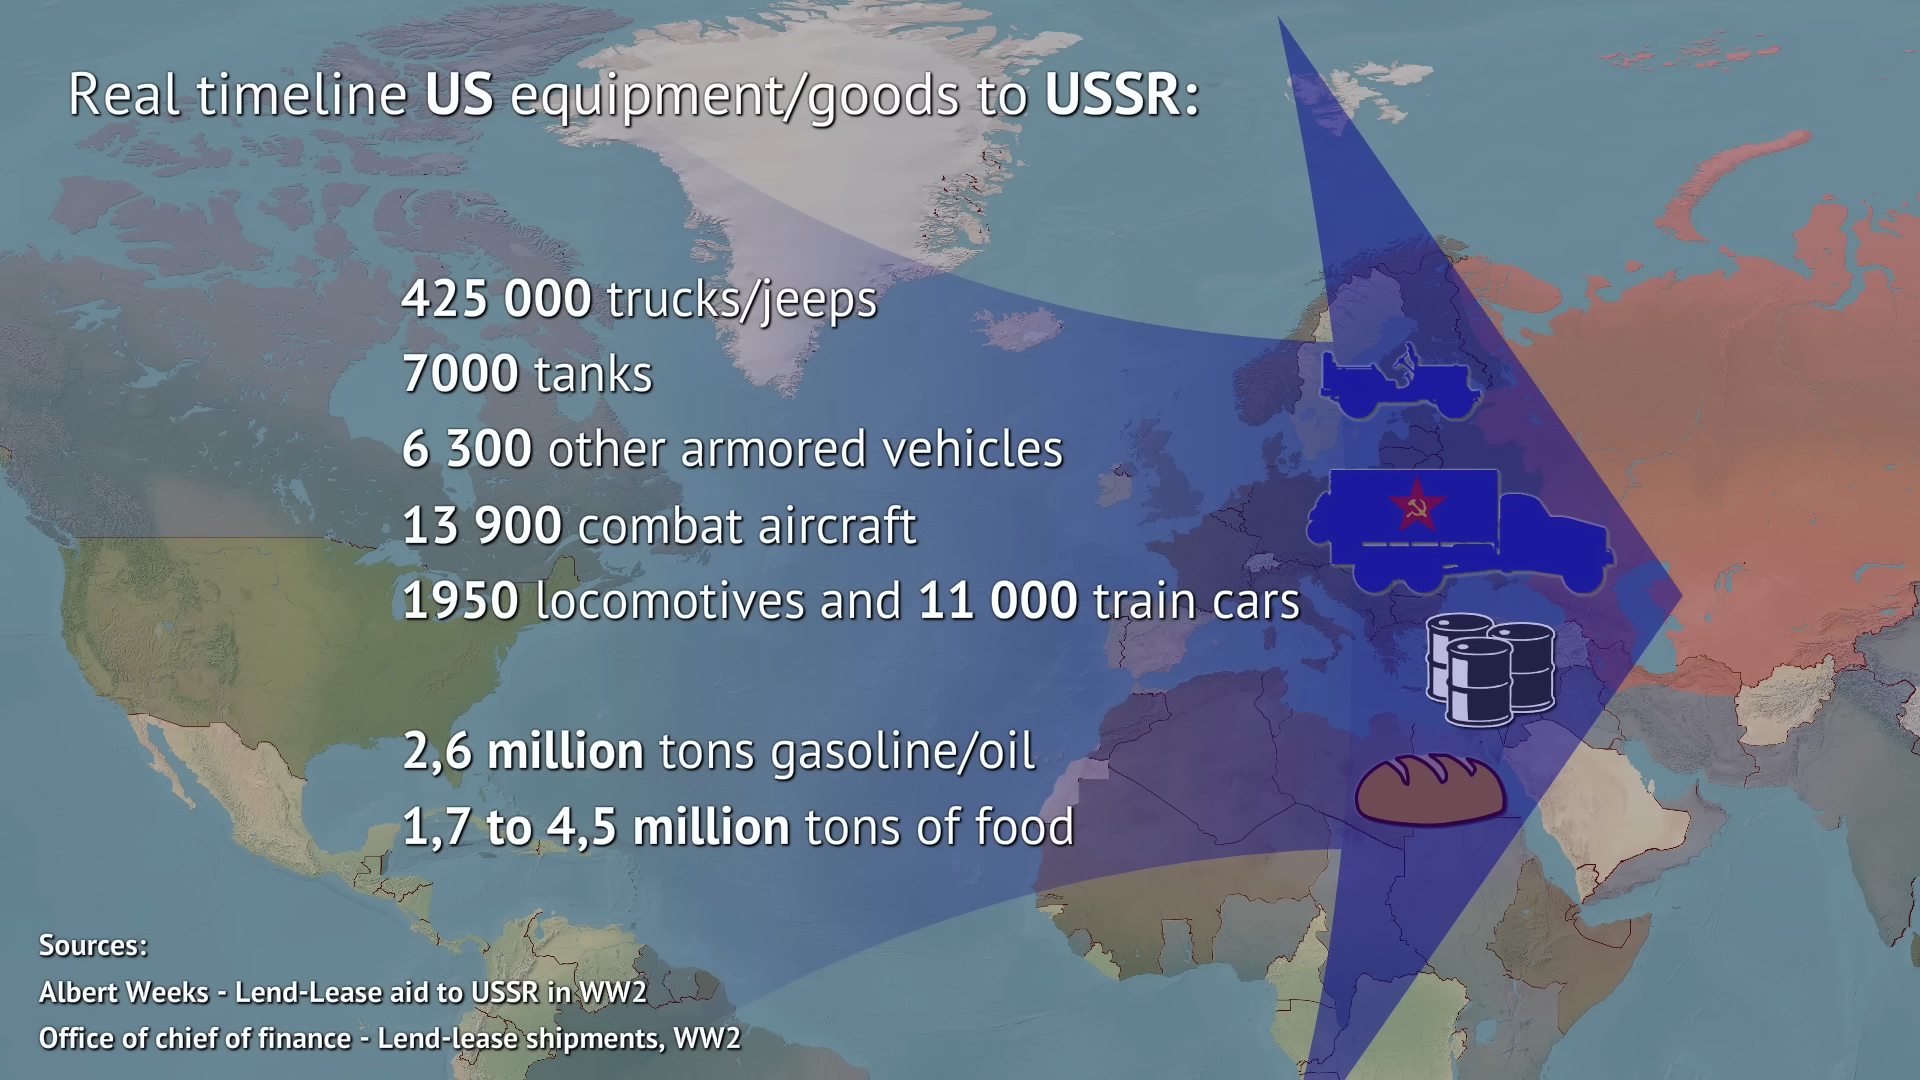 Real timeline US equipment/goods to USSR:
425 000 trucks/jeeps
7000 tanks
6 300 other armored vehicles
13 900 combat aircraft
1950 locomotives and 11 000 train cars
2,6 million tons gasoline/oil
1,7 to 4,5 million tons of food
Sources:
Albert Weeks - Lend-Lease aid to USSR in WW2
Office of chief of finance - Lend-lease shipments, WW2